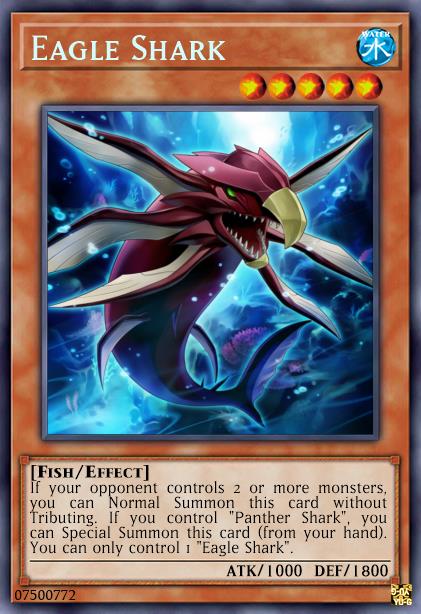 EAGLE SHARK
WATER
水
[FISH/EFFECT]
If your opponent controls 2 or more monsters,
you can Normal Summon this card without
Tributing. If you control "Panther Shark", you
can Special Summon this card (from your hand).
You can only control 1 "Eagle Shark".
ATK/1000 DEF/1800
07500772